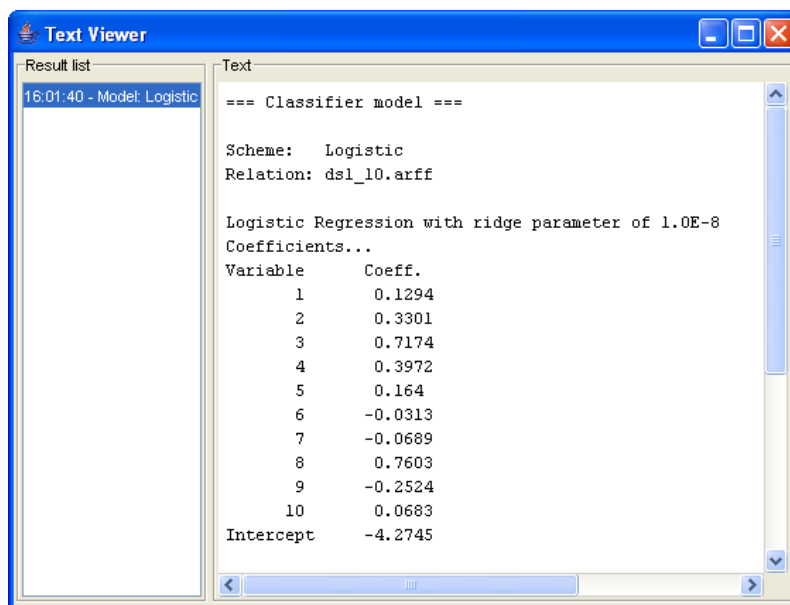 Text Viewer
Result list
16:01:40 - Model: Logistic
Text
=== Classifier model ===
Scheme: Logistic
Relation: ds1_10.arff
Logistic Regression with ridge parameter of 1.0E-8
Coefficients...
Variable Coeff.
1 0.1294
2 0.3301
3 0.7174
4 0.3972
5 0.164
6 -0.0313
7 -0.0689
8 0.7603
9 -0.2524
10 0.0683
Intercept -4.2745